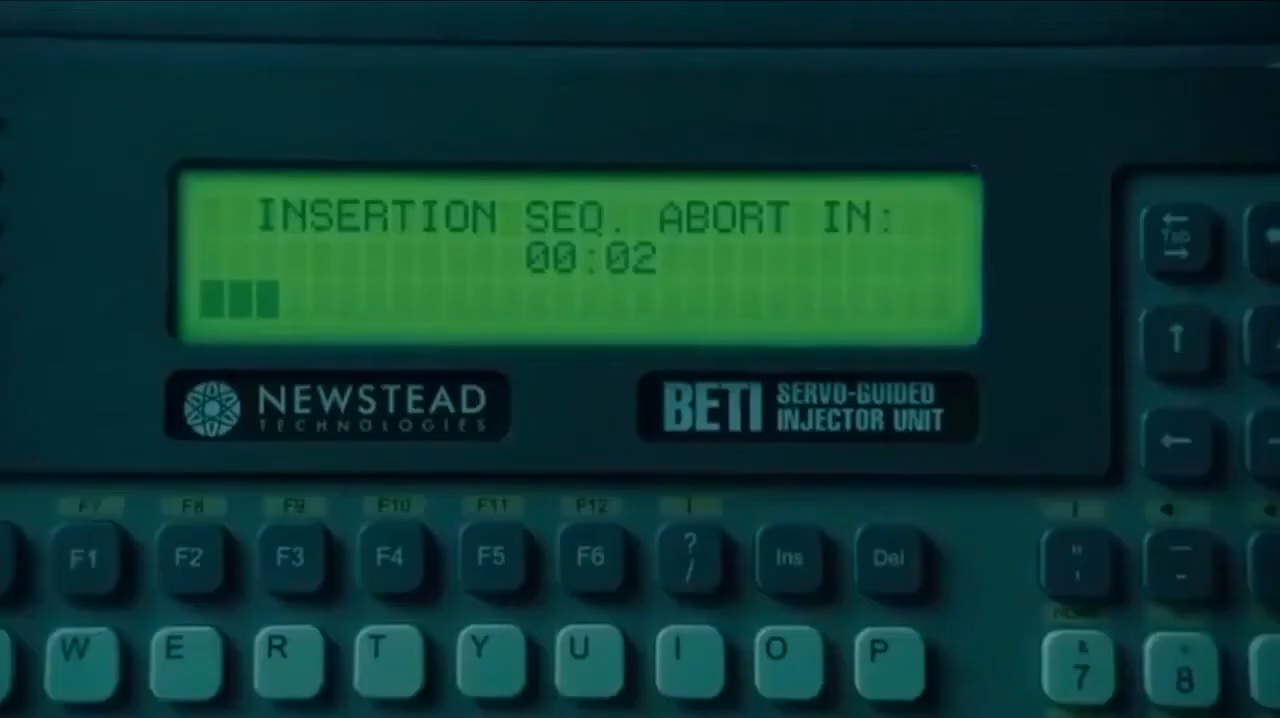 INSERTION SEQ. ABORT IN:
00:02
NEWSTEAD
TECHNOLOGIES
BETI SERVO-GUIDED
INJECTOR UNIT
Tab
F7 F8 F9 F10 F11 F12
F1 F2 F3 F4 F5 F6 ? / Ins Del
W E R T Y U I O P & 7 8